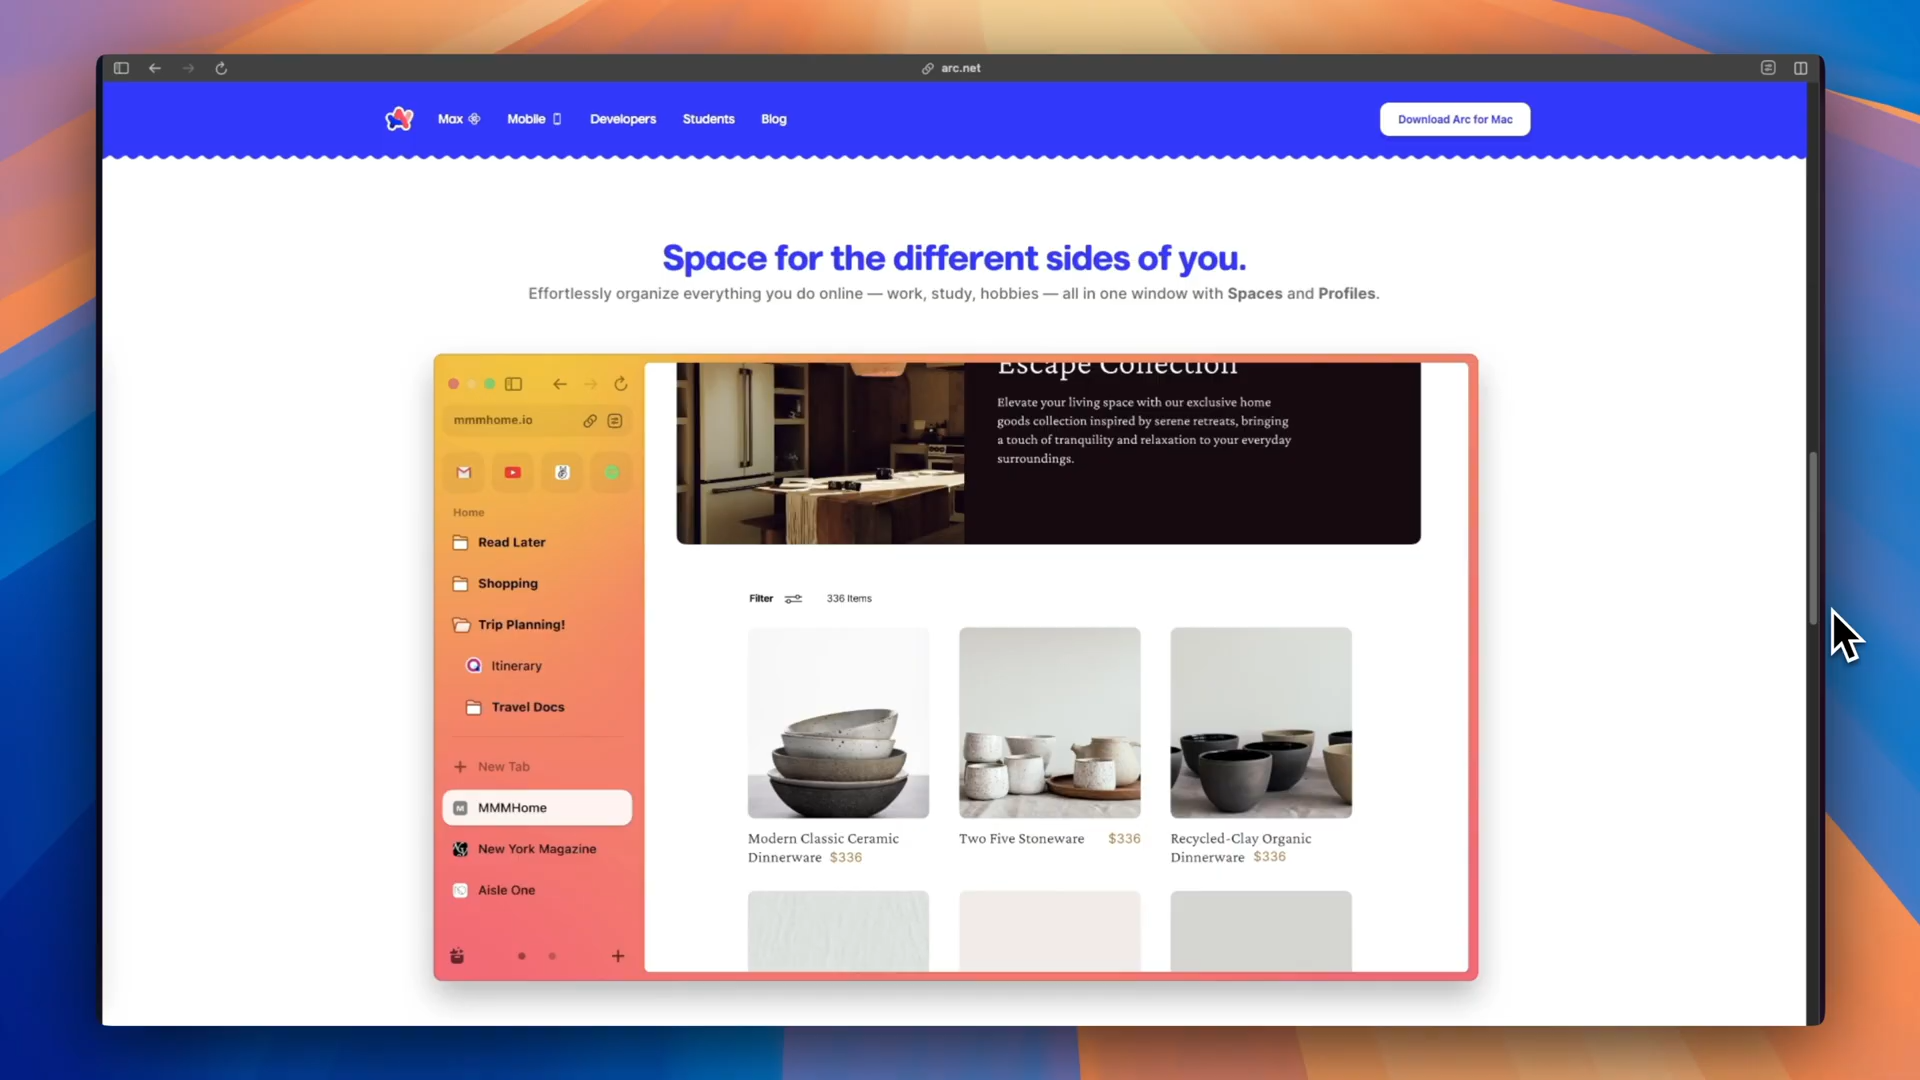 arc.net
Max
Mobile
Developers
Students
Blog
Download Arc for Mac
Space for the different sides of you.
Effortlessly organize everything you do online — work, study, hobbies — all in one window with Spaces and Profiles.
mmmhome.io
Home
Read Later
Shopping
Trip Planning!
Itinerary
Travel Docs
New Tab
M MMMHome
New York Magazine
Aisle One
Escape Collection
Elevate your living space with our exclusive home
goods collection inspired by serene retreats, bringing
a touch of tranquility and relaxation to your everyday
surroundings.
Filter
336 Items
Modern Classic Ceramic
Dinnerware $336
Two Five Stoneware $336
Recycled-Clay Organic
Dinnerware $336